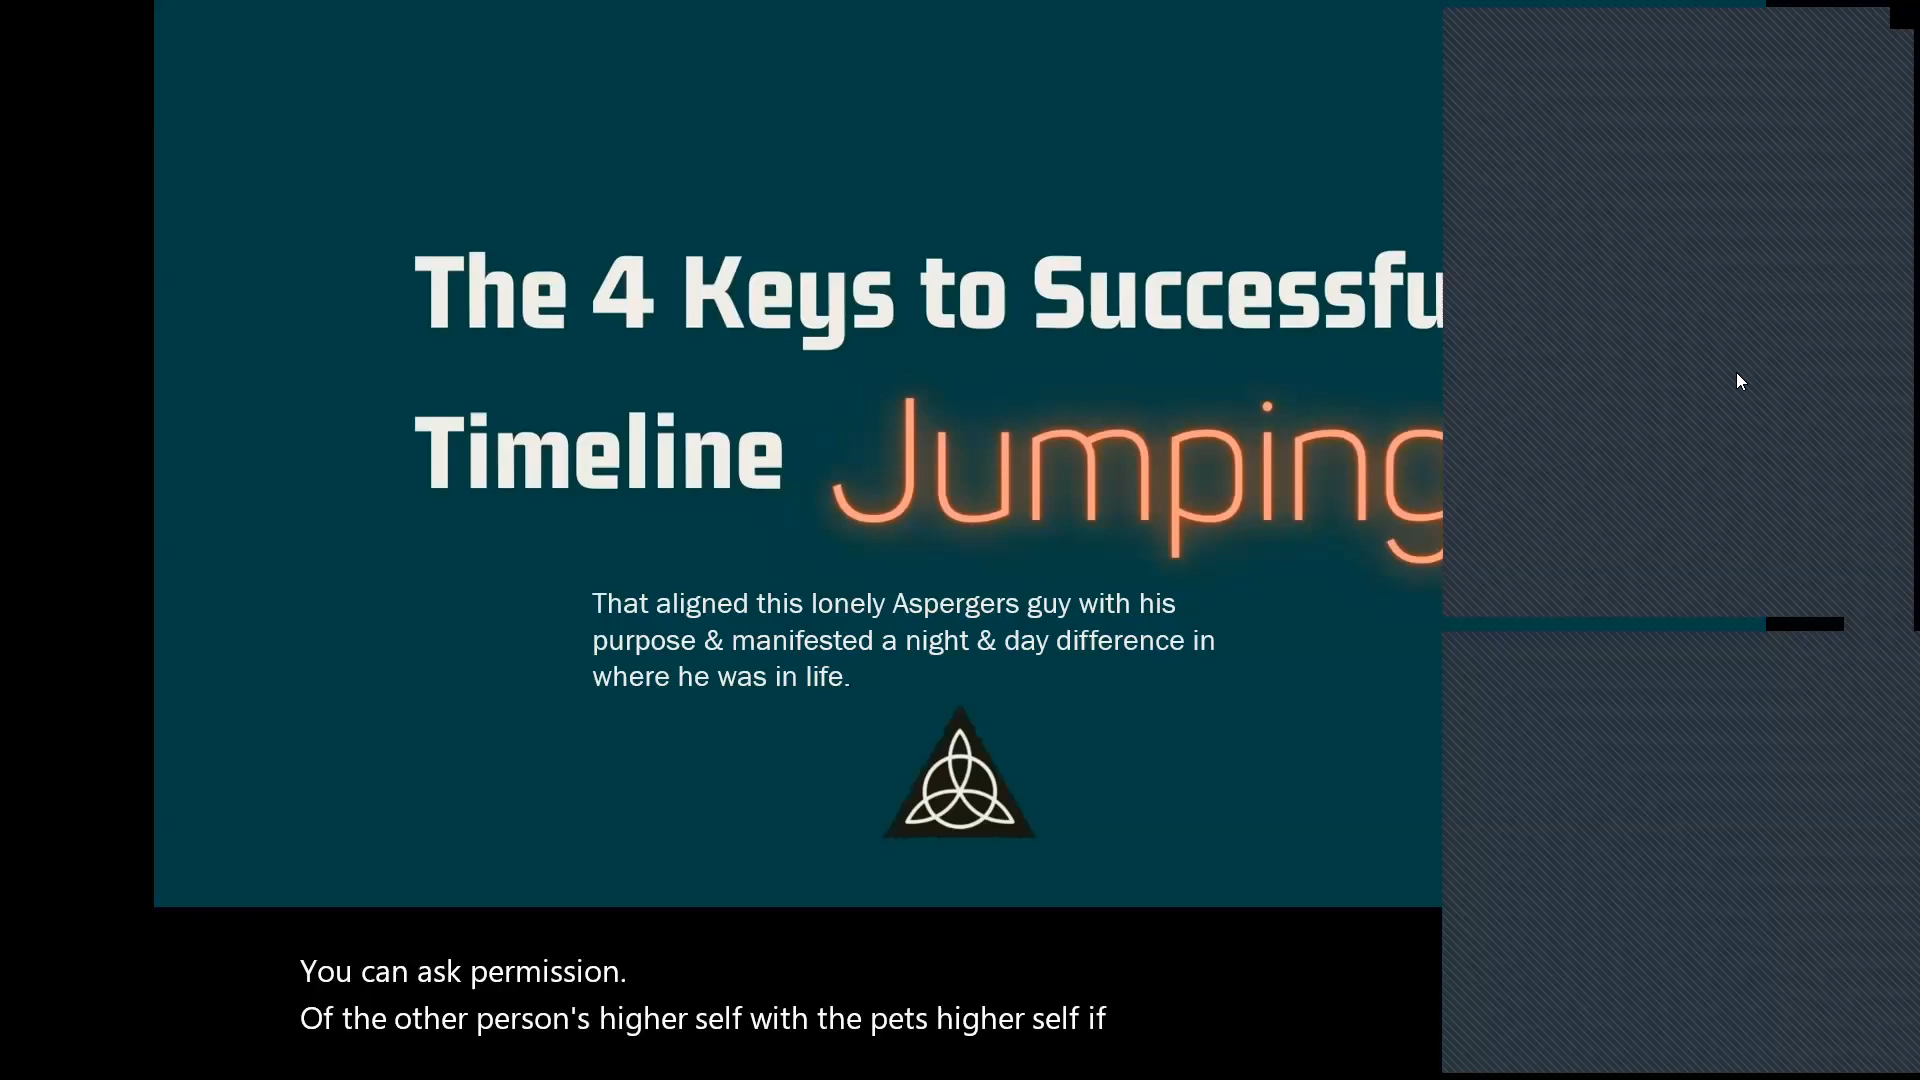 The 4 Keys to Successfu
Timeline Jumping
That aligned this lonely Aspergers guy with his
purpose & manifested a night & day difference in
where he was in life.
You can ask permission.
Of the other person's higher self with the pets higher self if